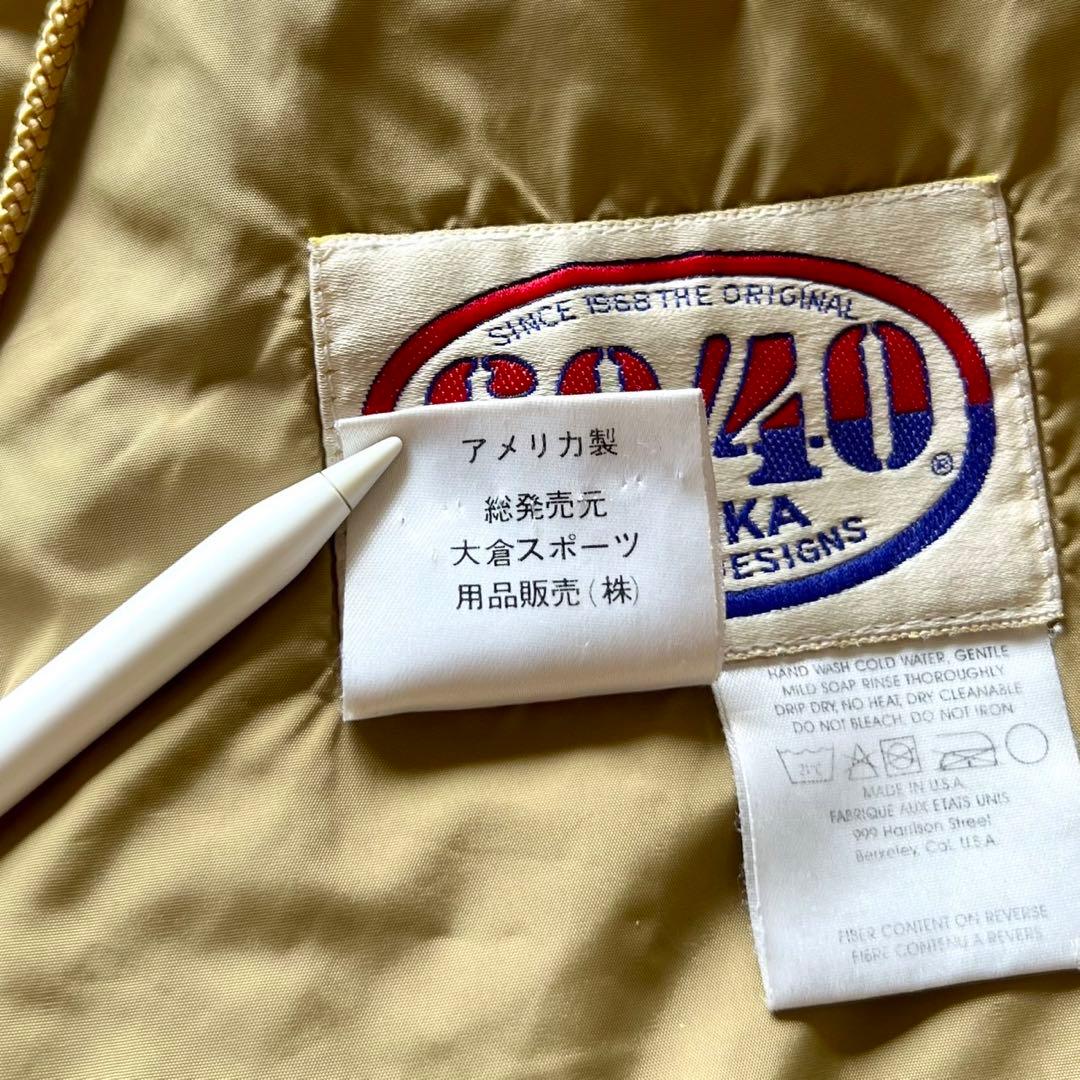 SINCE 1968 THE ORIGINAL
60/40®
KA
DESIGNS
アメリカ製
総発売元
大倉スポーツ
用品販売(株)
HAND WASH COLD WATER, GENTLE
MILD SOAP RINSE THOROUGHLY
DRIP DRY, NO HEAT, DRY CLEANABLE
DO NOT BLEACH, DO NOT IRON
21°C
MADE IN U.S.A.
FABRIQUE AUX ETATS UNIS
999 Harrison Street
Berkeley, Cal. U.S.A.
FIBER CONTENT ON REVERSE
FIBRE CONTENU A REVERS